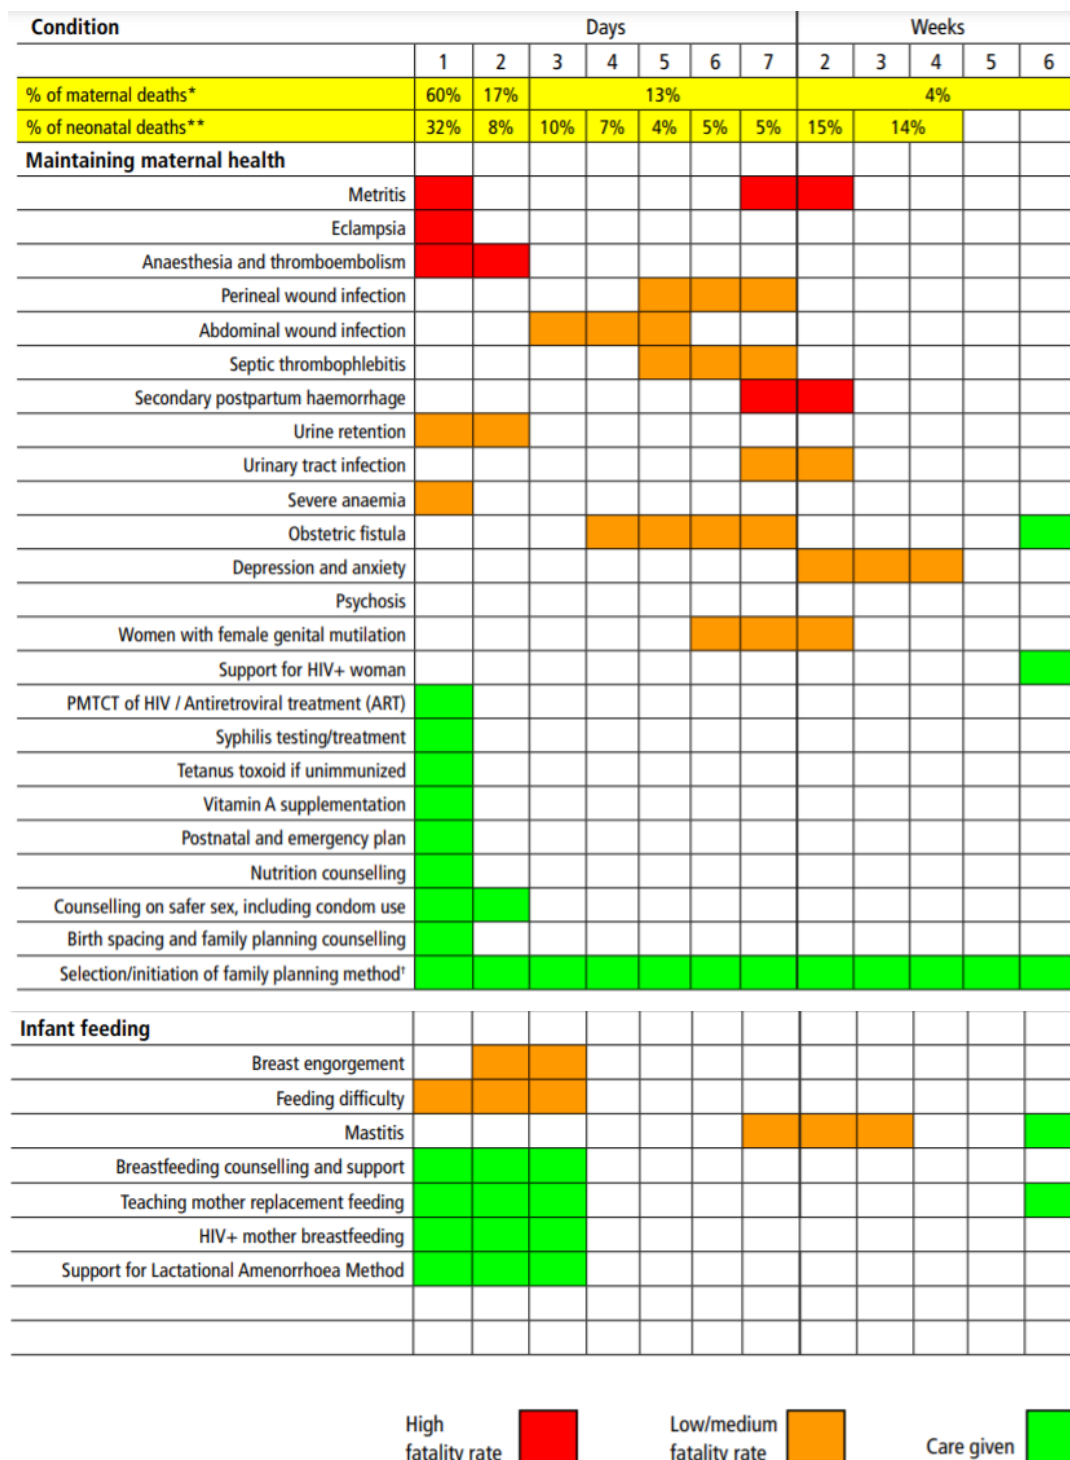 Condition Days Weeks
1 2 3 4 5 6 7 2 3 4 5 6
% of maternal deaths* 60% 17% 13% 4%
% of neonatal deaths** 32% 8% 10% 7% 4% 5% 5% 15% 14%
Maintaining maternal health
Metritis
Eclampsia
Anaesthesia and thromboembolism
Perineal wound infection
Abdominal wound infection
Septic thrombophlebitis
Secondary postpartum haemorrhage
Urine retention
Urinary tract infection
Severe anaemia
Obstetric fistula
Depression and anxiety
Psychosis
Women with female genital mutilation
Support for HIV+ woman
PMTCT of HIV / Antiretroviral treatment (ART)
Syphilis testing/treatment
Tetanus toxoid if unimmunized
Vitamin A supplementation
Postnatal and emergency plan
Nutrition counselling
Counselling on safer sex, including condom use
Birth spacing and family planning counselling
Selection/initiation of family planning method†
Infant feeding
Breast engorgement
Feeding difficulty
Mastitis
Breastfeeding counselling and support
Teaching mother replacement feeding
HIV+ mother breastfeeding
Support for Lactational Amenorrhoea Method
High
fatality rate
Low/medium
fatality rate
Care given